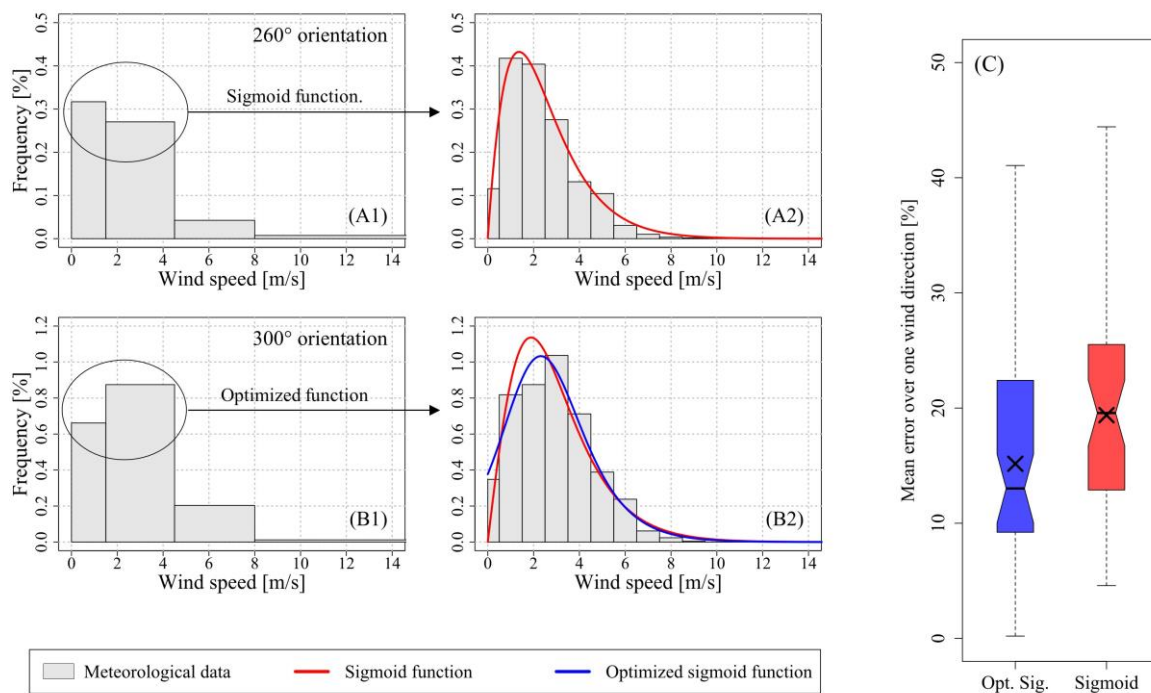 260° orientation
Sigmoid function.
(A1)
Frequency [%]
0.0 0.1 0.2 0.3 0.4 0.5
0 2 4 6 8 10 12 14
Wind speed [m/s]
(A2)
0.0 0.1 0.2 0.3 0.4 0.5
0 2 4 6 8 10 12 14
Wind speed [m/s]
300° orientation
Optimized function
(B1)
Frequency [%]
0.0 0.2 0.4 0.6 0.8 1.0 1.2
0 2 4 6 8 10 12 14
Wind speed [m/s]
(B2)
0.0 0.2 0.4 0.6 0.8 1.0 1.2
0 2 4 6 8 10 12 14
Wind speed [m/s]
(C)
Mean error over one wind direction [%]
0 10 20 30 40 50
Opt. Sig. Sigmoid
Meteorological data Sigmoid function Optimized sigmoid function